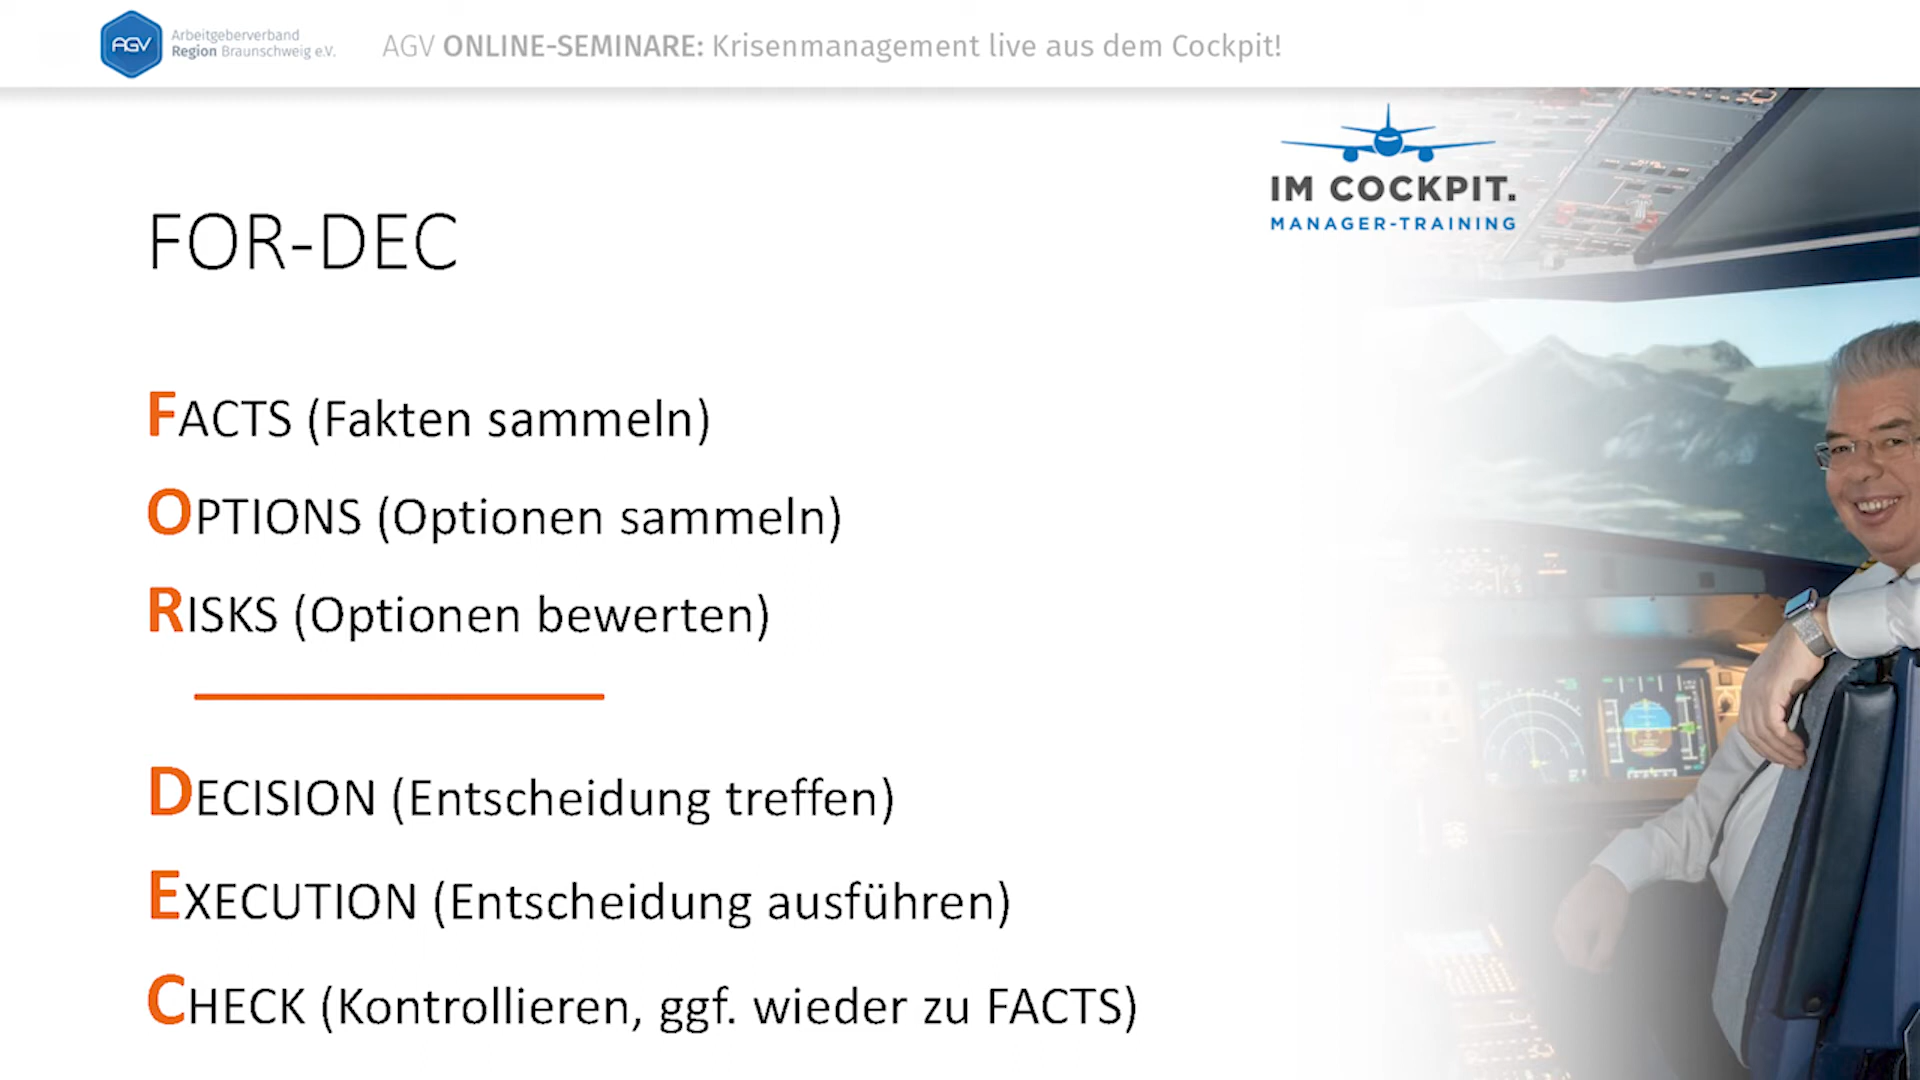 AGV
Arbeitgeberverband
Region Braunschweig e.V.
AGV ONLINE-SEMINARE: Krisenmanagement live aus dem Cockpit!
IM COCKPIT.
MANAGER-TRAINING
FOR-DEC
FACTS (Fakten sammeln)
OPTIONS (Optionen sammeln)
RISKS (Optionen bewerten)
DECISION (Entscheidung treffen)
EXECUTION (Entscheidung ausführen)
CHECK (Kontrollieren, ggf. wieder zu FACTS)